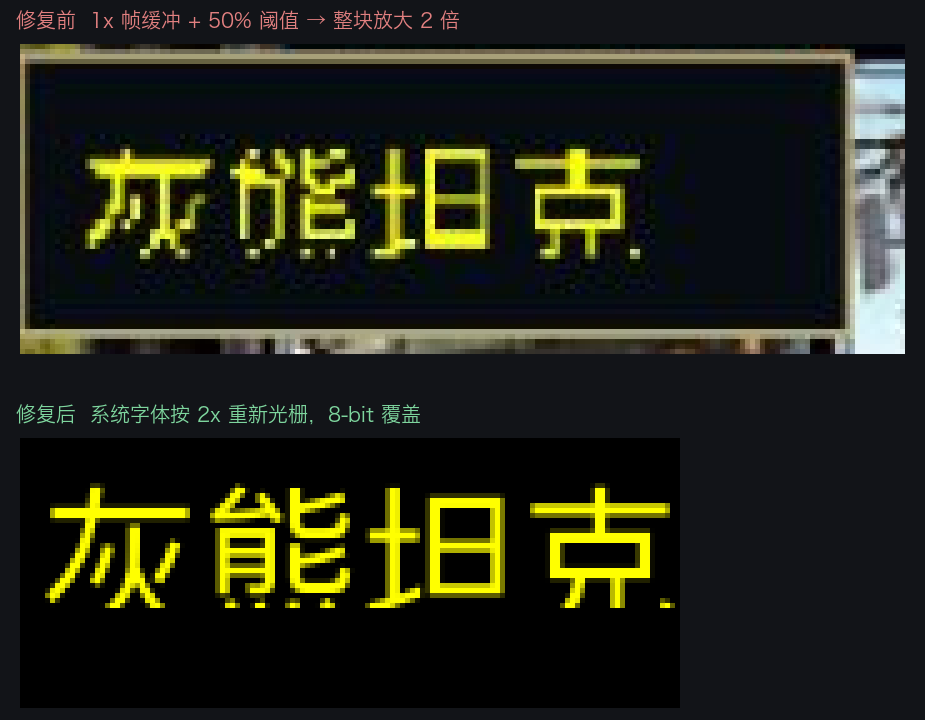 修复前 1x 帧缓冲 + 50% 阈值 → 整块放大 2 倍
灰熊坦克
修复后 系统字体按 2x 重新光栅, 8-bit 覆盖
灰熊坦克